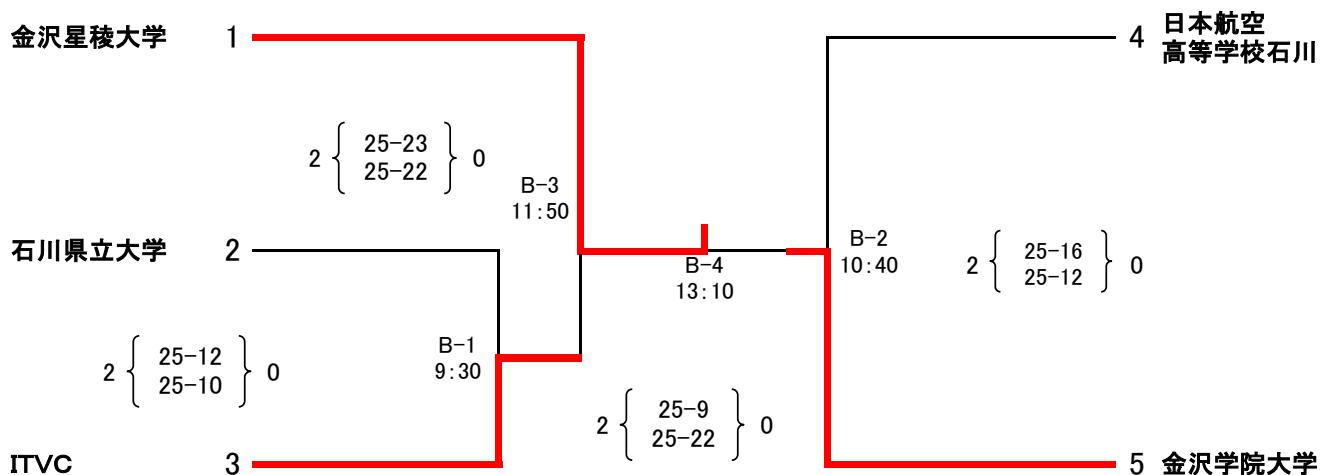 金沢星稜大学 1
4 日本航空
高等学校石川
2 { 25-23 } 0
25-22
B-3
11:50
石川県立大学 2
B-4
13:10
B-2
10:40
2 { 25-16 } 0
25-12
2 { 25-12 } 0
25-10
B-1
9:30
2 { 25-9 } 0
25-22
ITVC 3
5 金沢学院大学